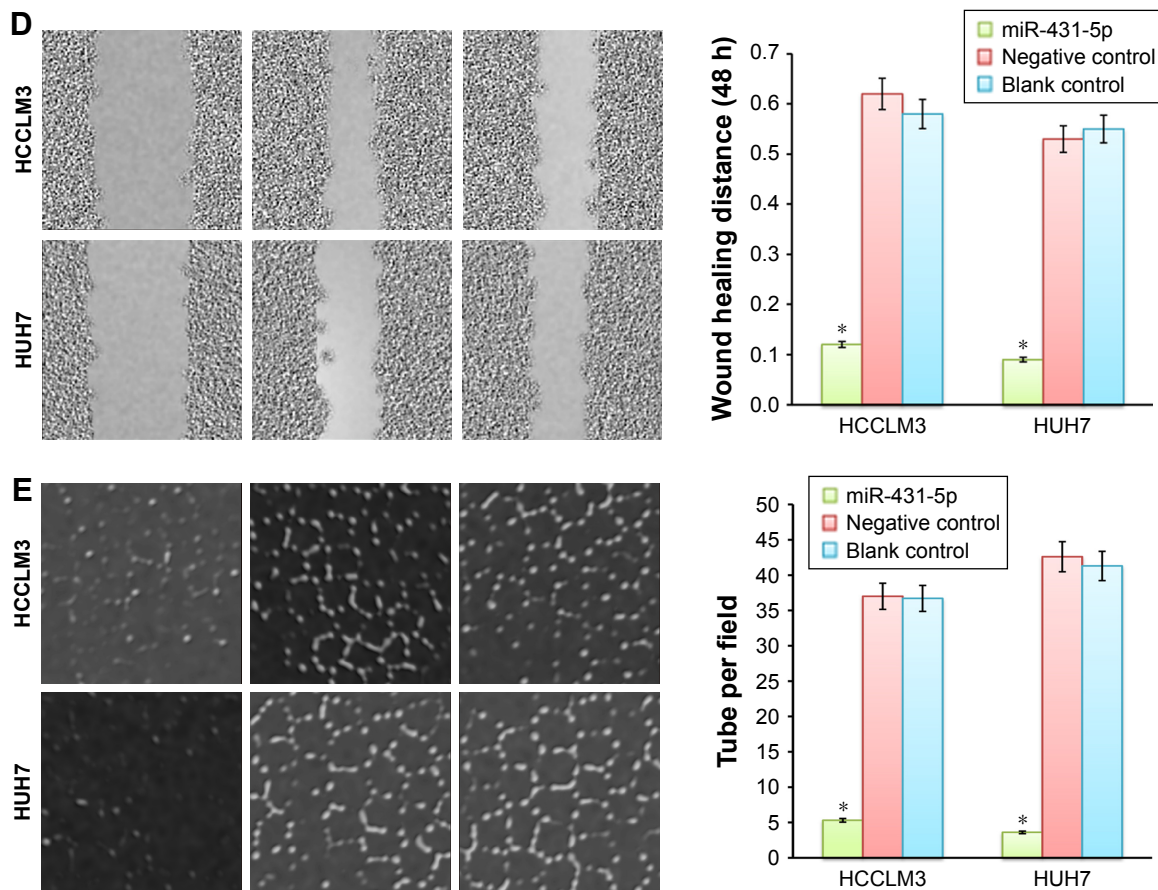 D
HCCLM3
HUH7
Wound healing distance (48 h)
0.7
0.6
0.5
0.4
0.3
0.2
0.1
0.0
miR-431-5p
Negative control
Blank control
*
*
HCCLM3
HUH7
E
HCCLM3
HUH7
Tube per field
50
45
40
35
30
25
20
15
10
5
0
miR-431-5p
Negative control
Blank control
*
*
HCCLM3
HUH7